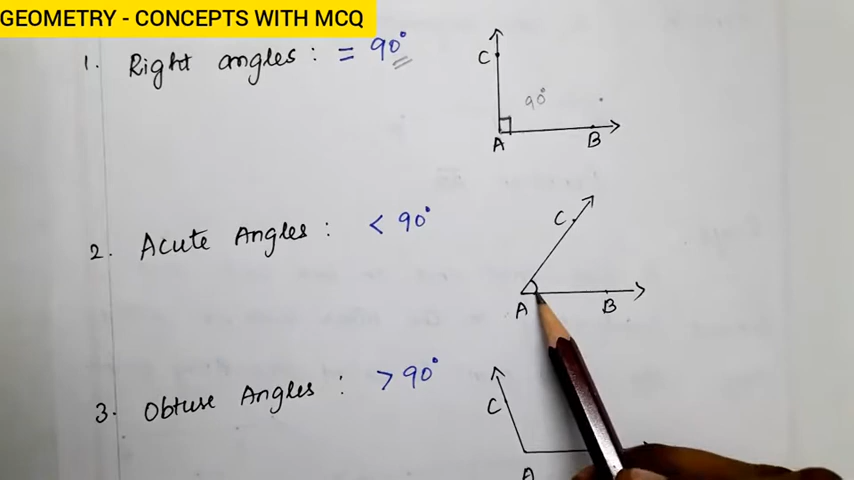 GEOMETRY - CONCEPTS WITH MCQ
1. Right angles : = 90°
C
90°
A B
2. Acute Angles : < 90°
C
A B
3. Obtuse Angles : > 90°
C
A